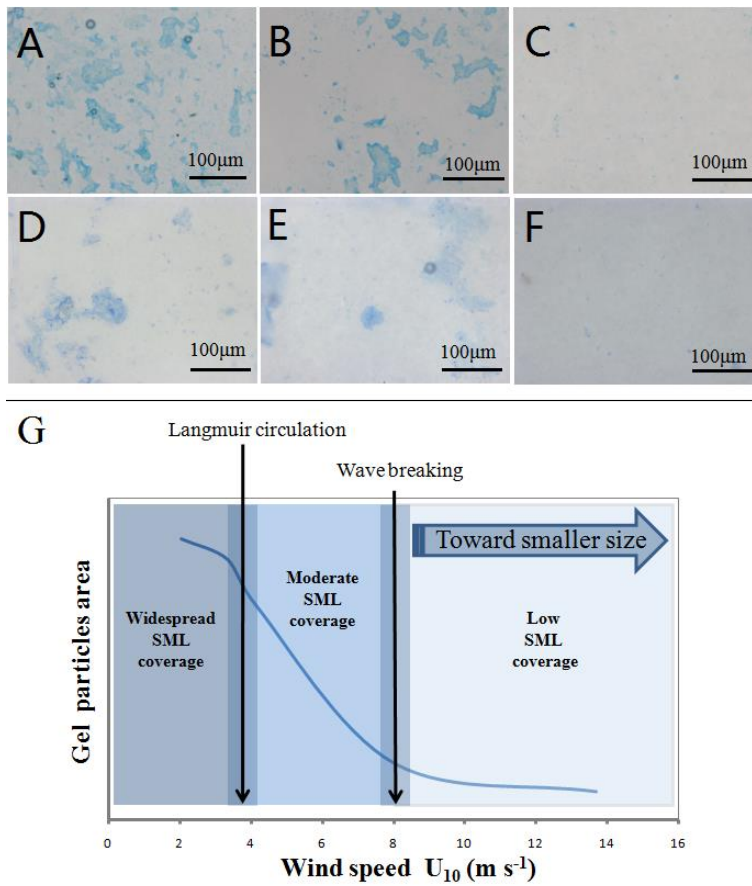 A
B
C
100μm
100μm
100μm
D
E
F
100μm
100μm
100μm
G
Langmuir circulation
Wave breaking
Toward smaller size
Widespread
SML
coverage
Moderate
SML
coverage
Low
SML
coverage
Gel particles area
0 2 4 6 8 10 12 14 16
Wind speed U₁₀ (m s⁻¹)